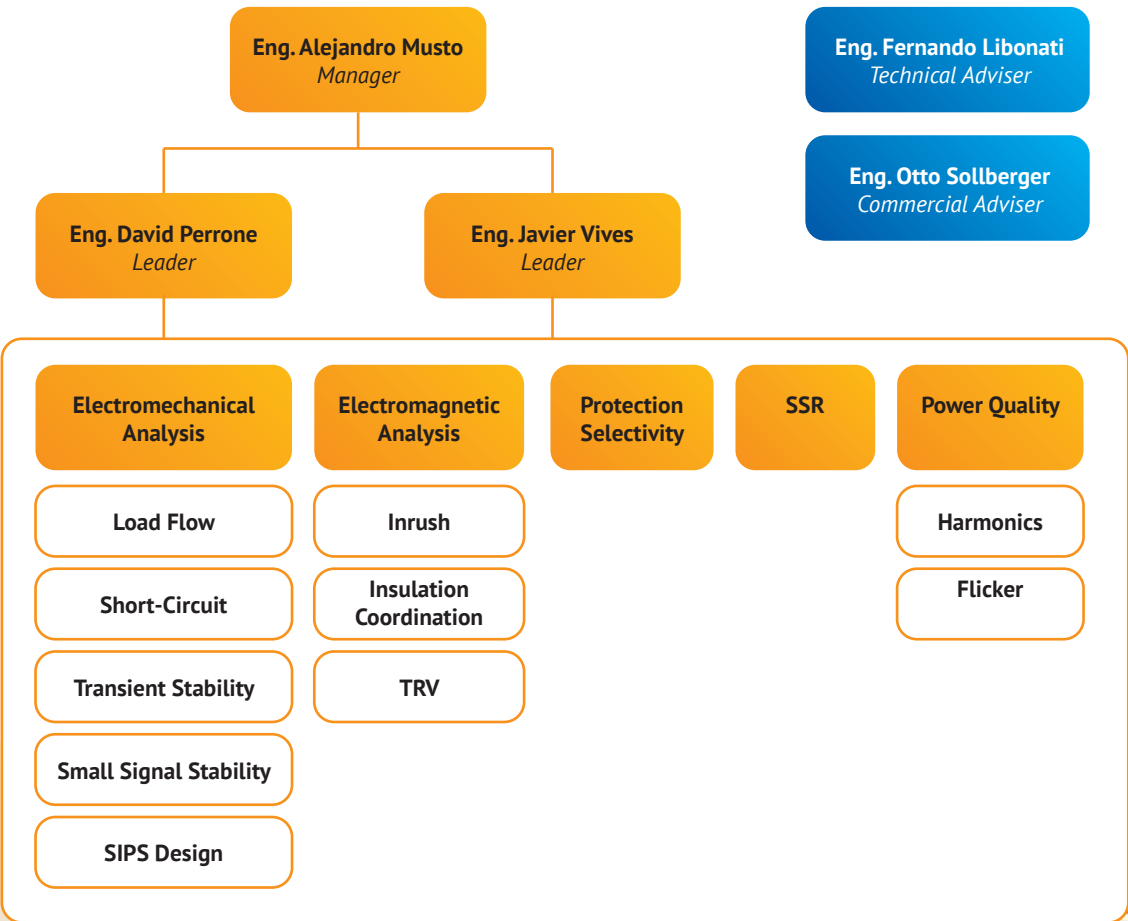 Eng. Alejandro Musto
Manager
Eng. Fernando Libonati
Technical Adviser
Eng. Otto Sollberger
Commercial Adviser
Eng. David Perrone
Leader
Eng. Javier Vives
Leader
Electromechanical
Analysis
Load Flow
Short-Circuit
Transient Stability
Small Signal Stability
SIPS Design
Electromagnetic
Analysis
Inrush
Insulation
Coordination
TRV
Protection
Selectivity
SSR
Power Quality
Harmonics
Flicker